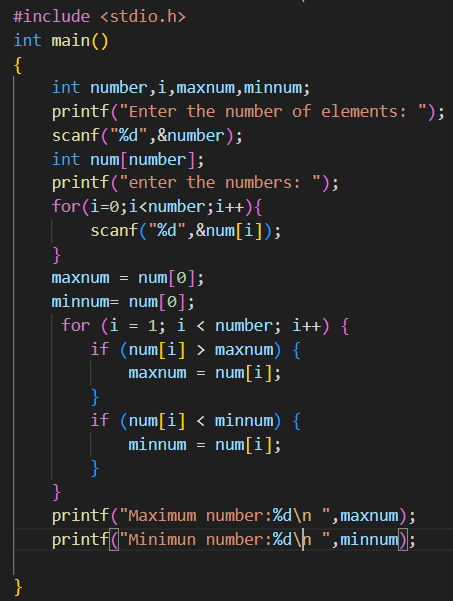 #include <stdio.h>
int main()
{
    int number,i,maxnum,minnum;
    printf("Enter the number of elements: ");
    scanf("%d",&number);
    int num[number];
    printf("enter the numbers: ");
    for(i=0;i<number;i++){
        scanf("%d",&num[i]);
    }
    maxnum = num[0];
    minnum= num[0];
     for (i = 1; i < number; i++) {
        if (num[i] > maxnum) {
            maxnum = num[i];
        }
        if (num[i] < minnum) {
            minnum = num[i];
        }
    }
    printf("Maximum number:%d\n ",maxnum);
    printf("Minimun number:%d\n ",minnum);
}